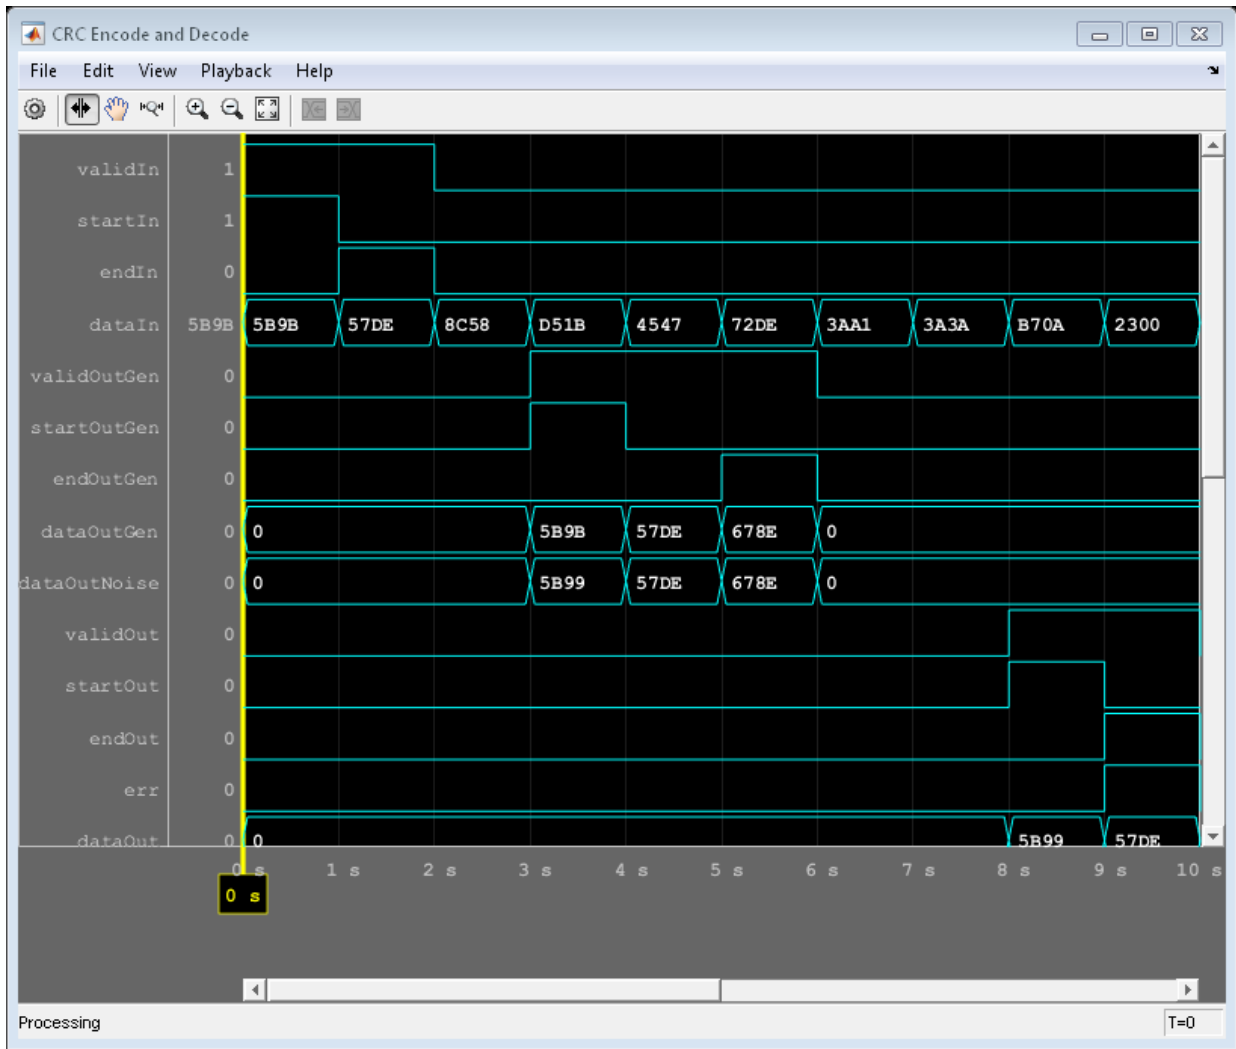 CRC Encode and Decode
File Edit View Playback Help
validIn 1
startIn 1
endIn 0
dataIn 5B9B 5B9B 57DE 8C58 D51B 4547 72DE 3AA1 3A3A B70A 2300
validOutGen 0
startOutGen 0
endOutGen 0
dataOutGen 0 0 5B9B 57DE 678E 0
dataOutNoise 0 0 5B99 57DE 678E 0
validOut 0
startOut 0
endOut 0
err 0
dataOut 0 0 5B99 57DE
0 s 1 s 2 s 3 s 4 s 5 s 6 s 7 s 8 s 9 s 10 s
0 s
Processing T=0